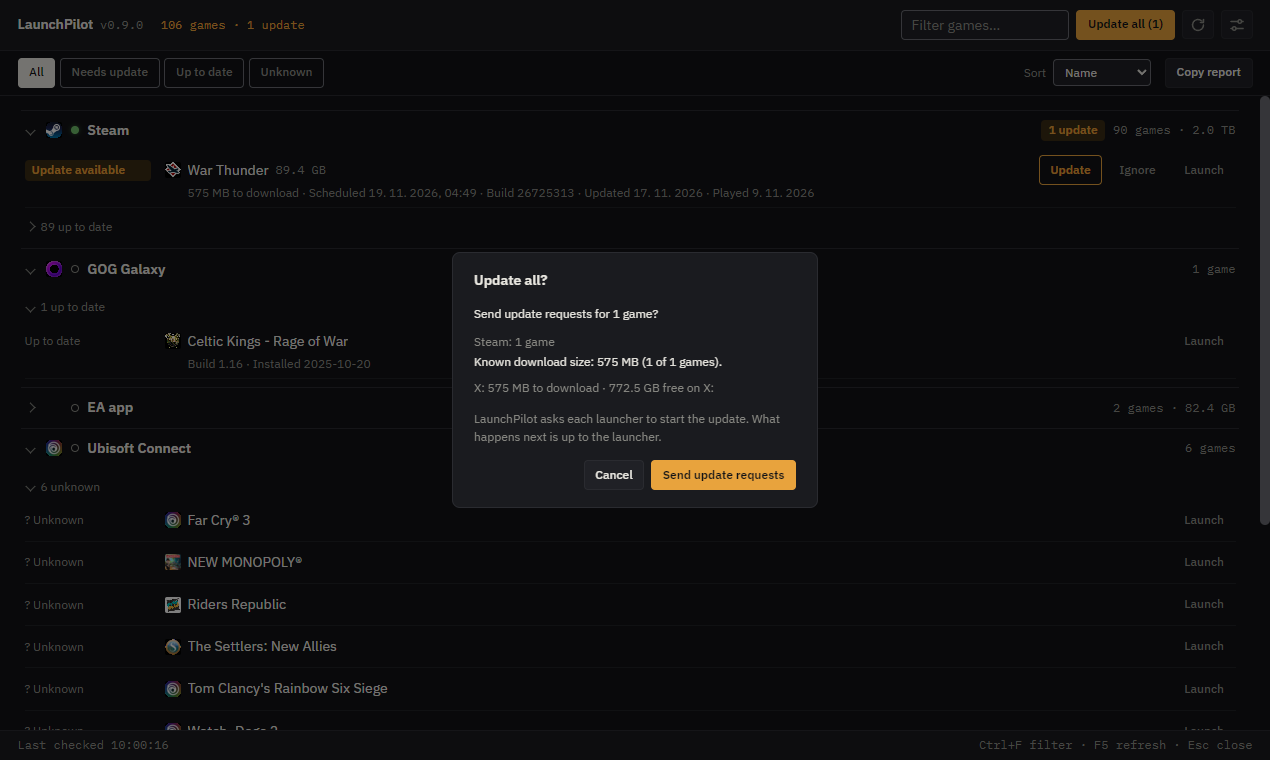 LaunchPilot v0.9.0 106 games · 1 update Filter games... Update all (1)
All Needs update Up to date Unknown Sort Name Copy report
Steam 1 update 90 games · 2.0 TB
Update available War Thunder 89.4 GB Update Ignore Launch
575 MB to download · Scheduled 19. 11. 2026, 04:49 · Build 26725313 · Updated 17. 11. 2026 · Played 9. 11. 2026
89 up to date
GOG Galaxy 1 game
1 up to date
Up to date Celtic Kings - Rage of War Launch
Build 1.16 · Installed 2025-10-20
EA app 2 games · 82.4 GB
Ubisoft Connect 6 games
6 unknown
? Unknown Far Cry® 3 Launch
? Unknown NEW MONOPOLY® Launch
? Unknown Riders Republic Launch
? Unknown The Settlers: New Allies Launch
? Unknown Tom Clancy's Rainbow Six Siege Launch
Update all?
Send update requests for 1 game?
Steam: 1 game
Known download size: 575 MB (1 of 1 games).
X: 575 MB to download · 772.5 GB free on X:
LaunchPilot asks each launcher to start the update. What
happens next is up to the launcher.
Cancel Send update requests
Last checked 10:00:16 Ctrl+F filter · F5 refresh · Esc close